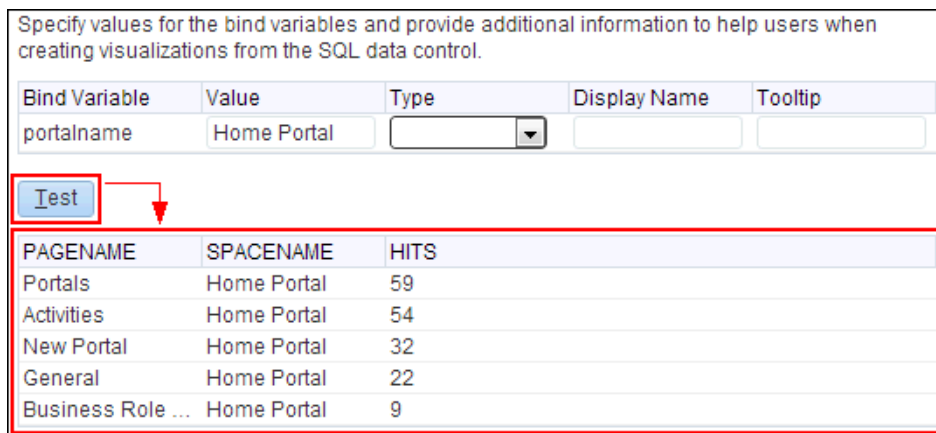 Specify values for the bind variables and provide additional information to help users when
creating visualizations from the SQL data control.
Bind Variable Value Type Display Name Tooltip
portalname Home Portal
Test
PAGENAME SPACENAME HITS
Portals Home Portal 59
Activities Home Portal 54
New Portal Home Portal 32
General Home Portal 22
Business Role ... Home Portal 9